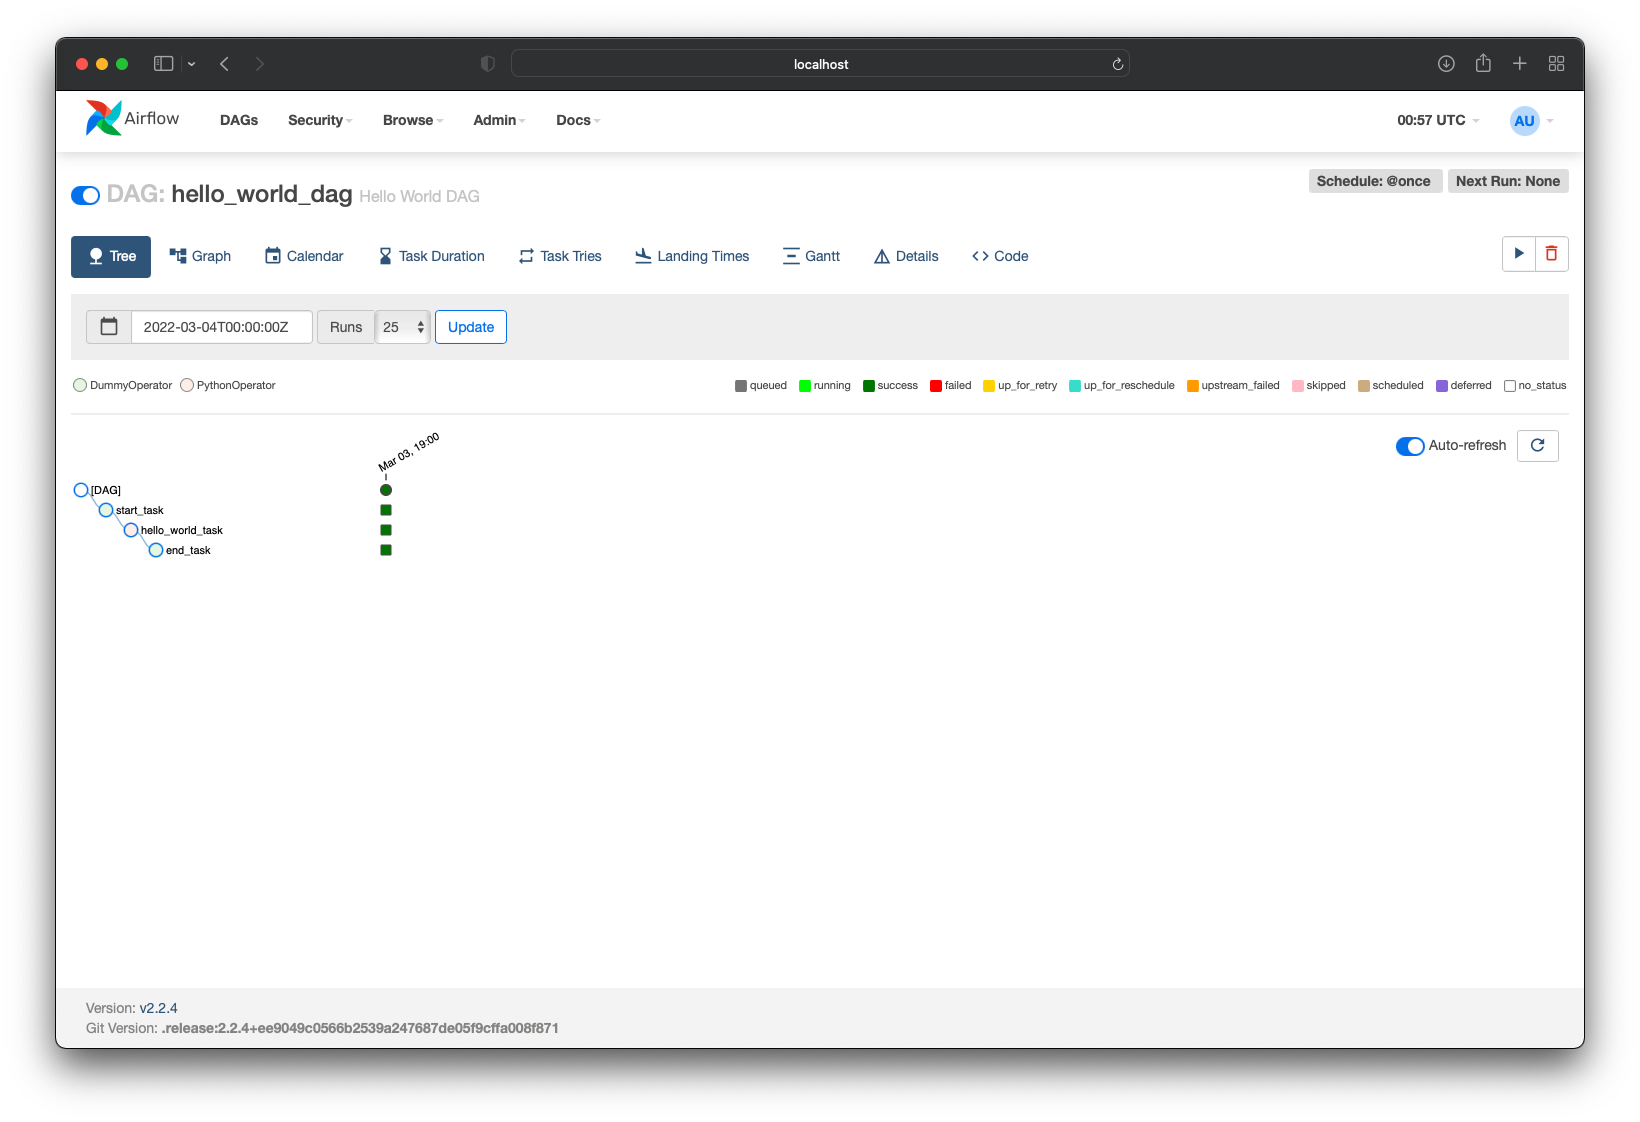 localhost
Airflow DAGs Security Browse Admin Docs 00:57 UTC AU
DAG: hello_world_dag Hello World DAG
Schedule: @once Next Run: None
Tree Graph Calendar Task Duration Task Tries Landing Times Gantt Details Code
2022-03-04T00:00:00Z Runs 25 Update
DummyOperator PythonOperator queued running success failed up_for_retry up_for_reschedule upstream_failed skipped scheduled deferred no_status
Mar 03, 19:00
Auto-refresh
[DAG]
start_task
hello_world_task
end_task
Version: v2.2.4
Git Version: .release:2.2.4+ee9049c0566b2539a247687de05f9cffa008f871